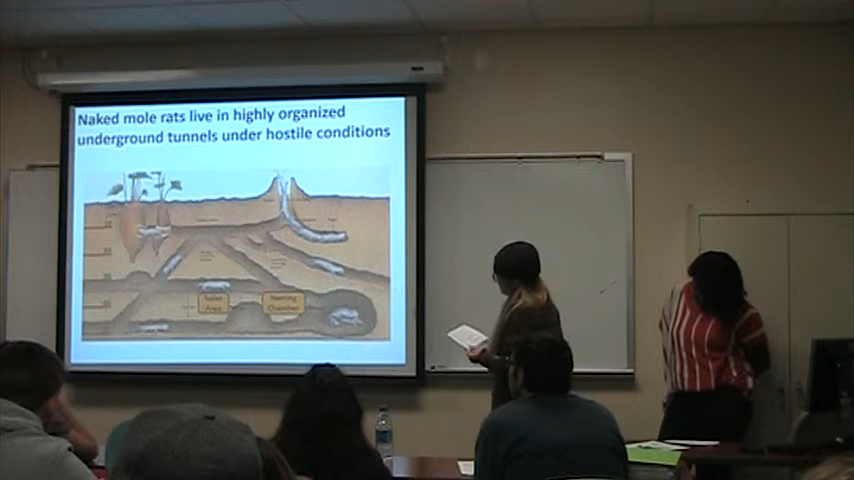 Naked mole rats live in highly organized
underground tunnels under hostile conditions
Toilet
Area
Nesting
Chamber